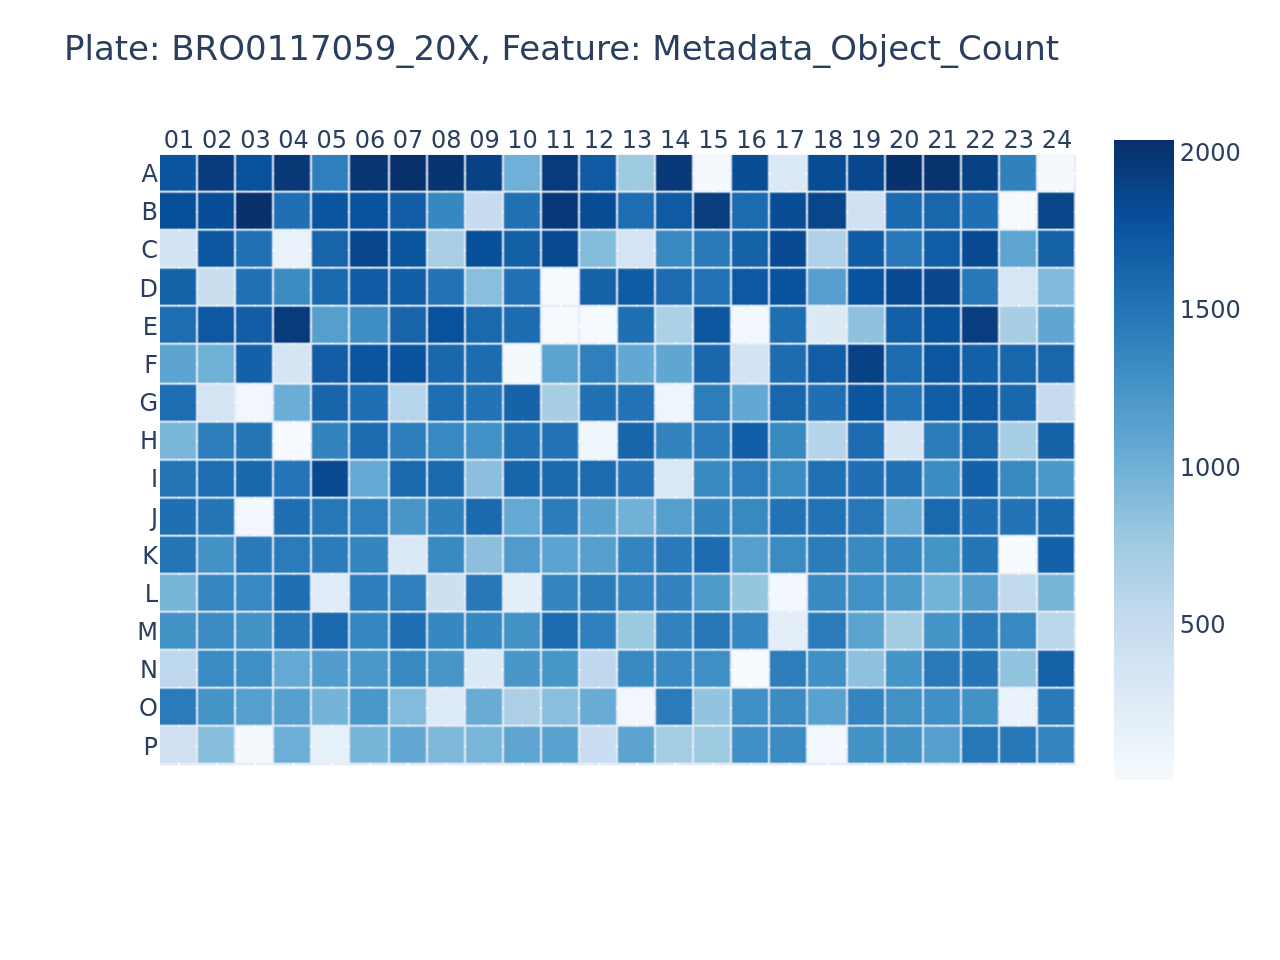 Plate: BRO0117059_20X, Feature: Metadata_Object_Count
01 02 03 04 05 06 07 08 09 10 11 12 13 14 15 16 17 18 19 20 21 22 23 24
A
B
C
D
E
F
G
H
I
J
K
L
M
N
O
P
2000
1500
1000
500